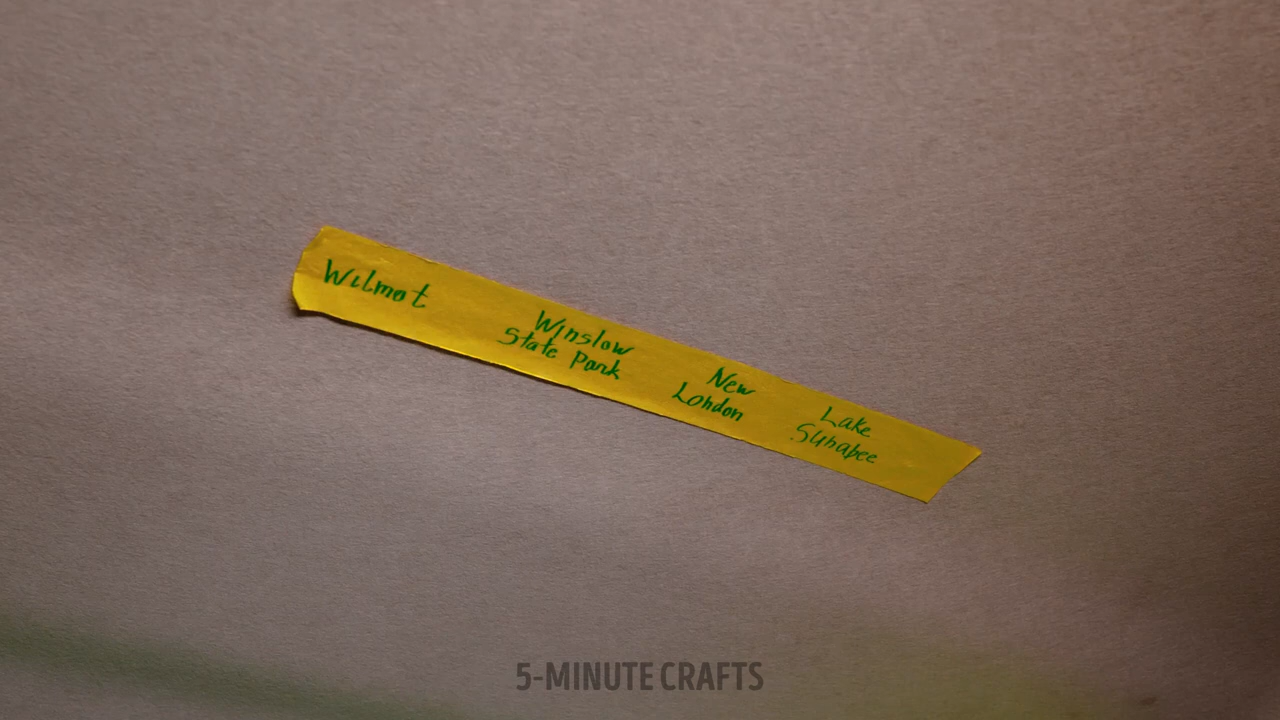 Wilmot
Winslow
State Park
New
London
Lake
Sunapee
5-MINUTE CRAFTS